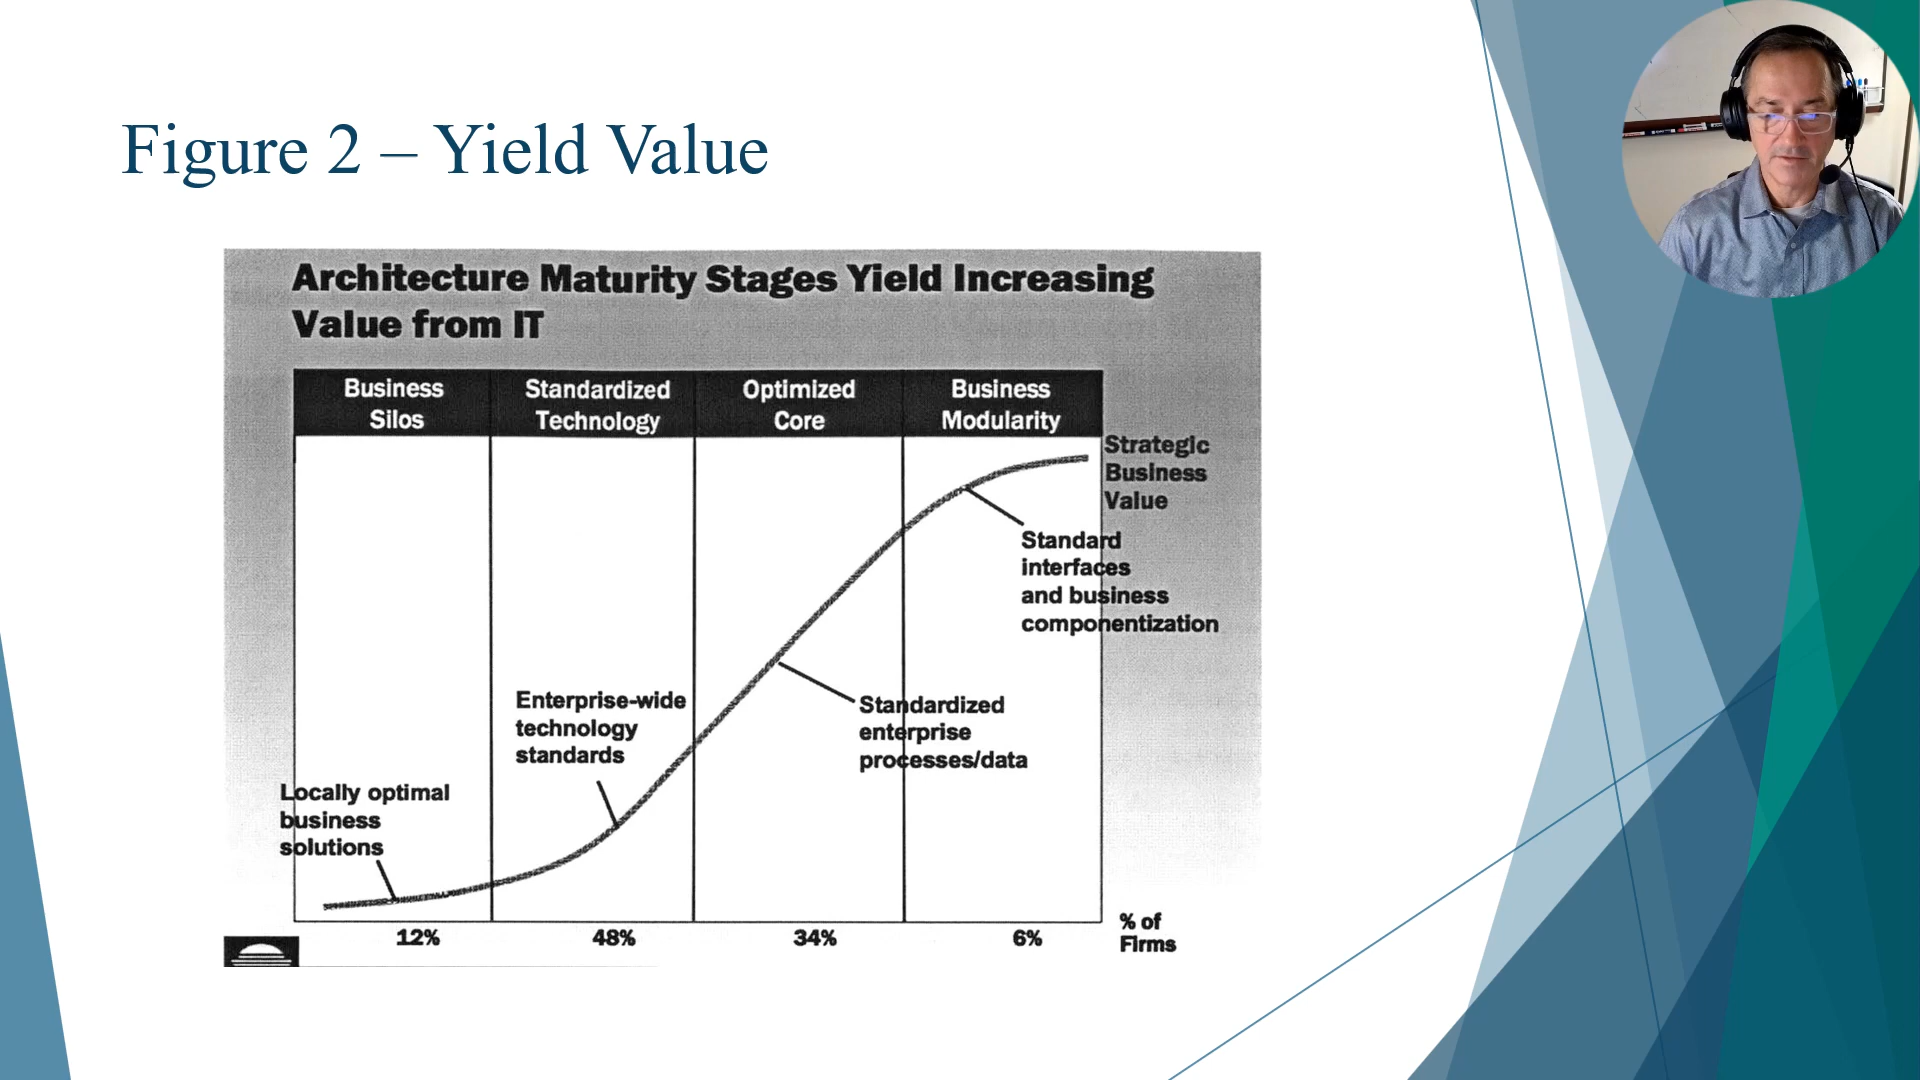 Figure 2 – Yield Value
Architecture Maturity Stages Yield Increasing
Value from IT
Business
Silos
Standardized
Technology
Optimized
Core
Business
Modularity
Strategic
Business
Value
Standard
interfaces
and business
componentization
Enterprise-wide
technology
standards
Standardized
enterprise
processes/data
Locally optimal
business
solutions
12%
48%
34%
6%
% of
Firms